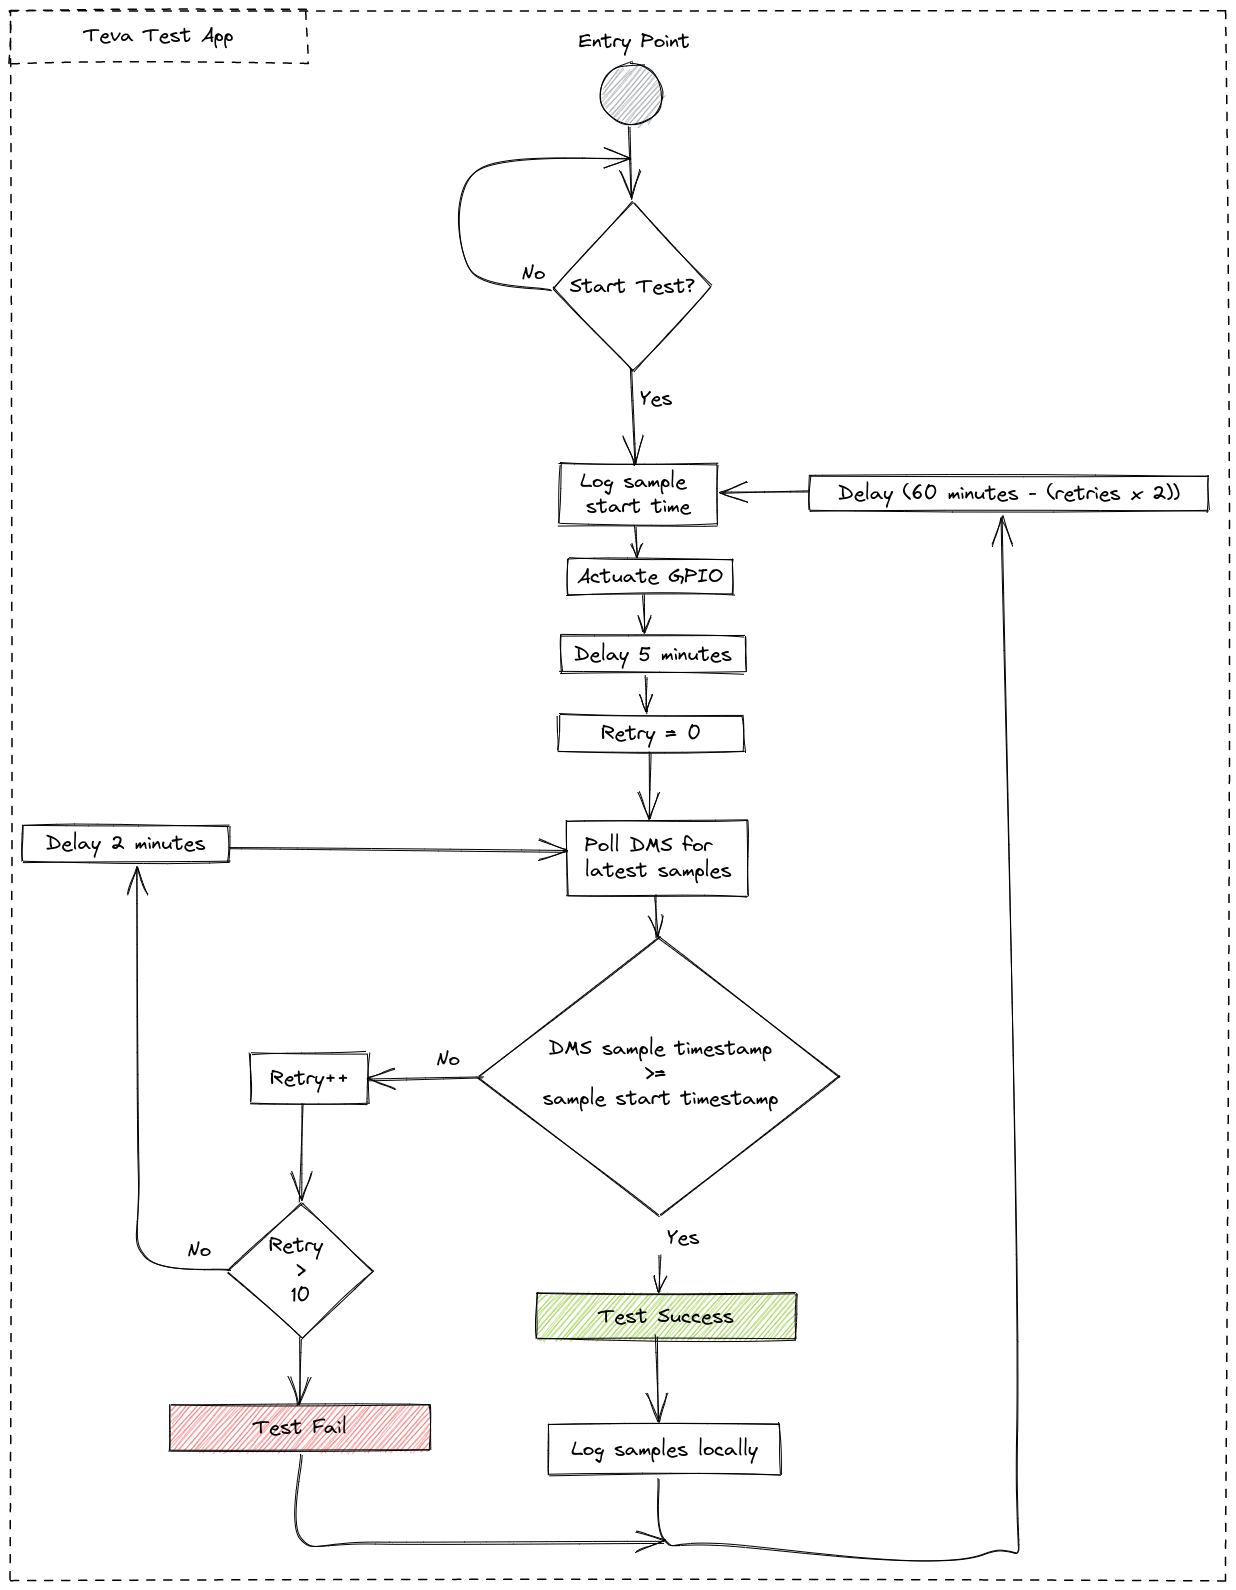 Teva Test App
Entry Point
No
Start Test?
Yes
Log sample
start time
Delay (60 minutes - (retries x 2))
Actuate GPIO
Delay 5 minutes
Retry = 0
Delay 2 minutes
Poll DMS for
latest samples
DMS sample timestamp
>=
sample start timestamp
No
Retry++
Yes
No
Retry
>
10
Test Success
Test Fail
Log samples locally